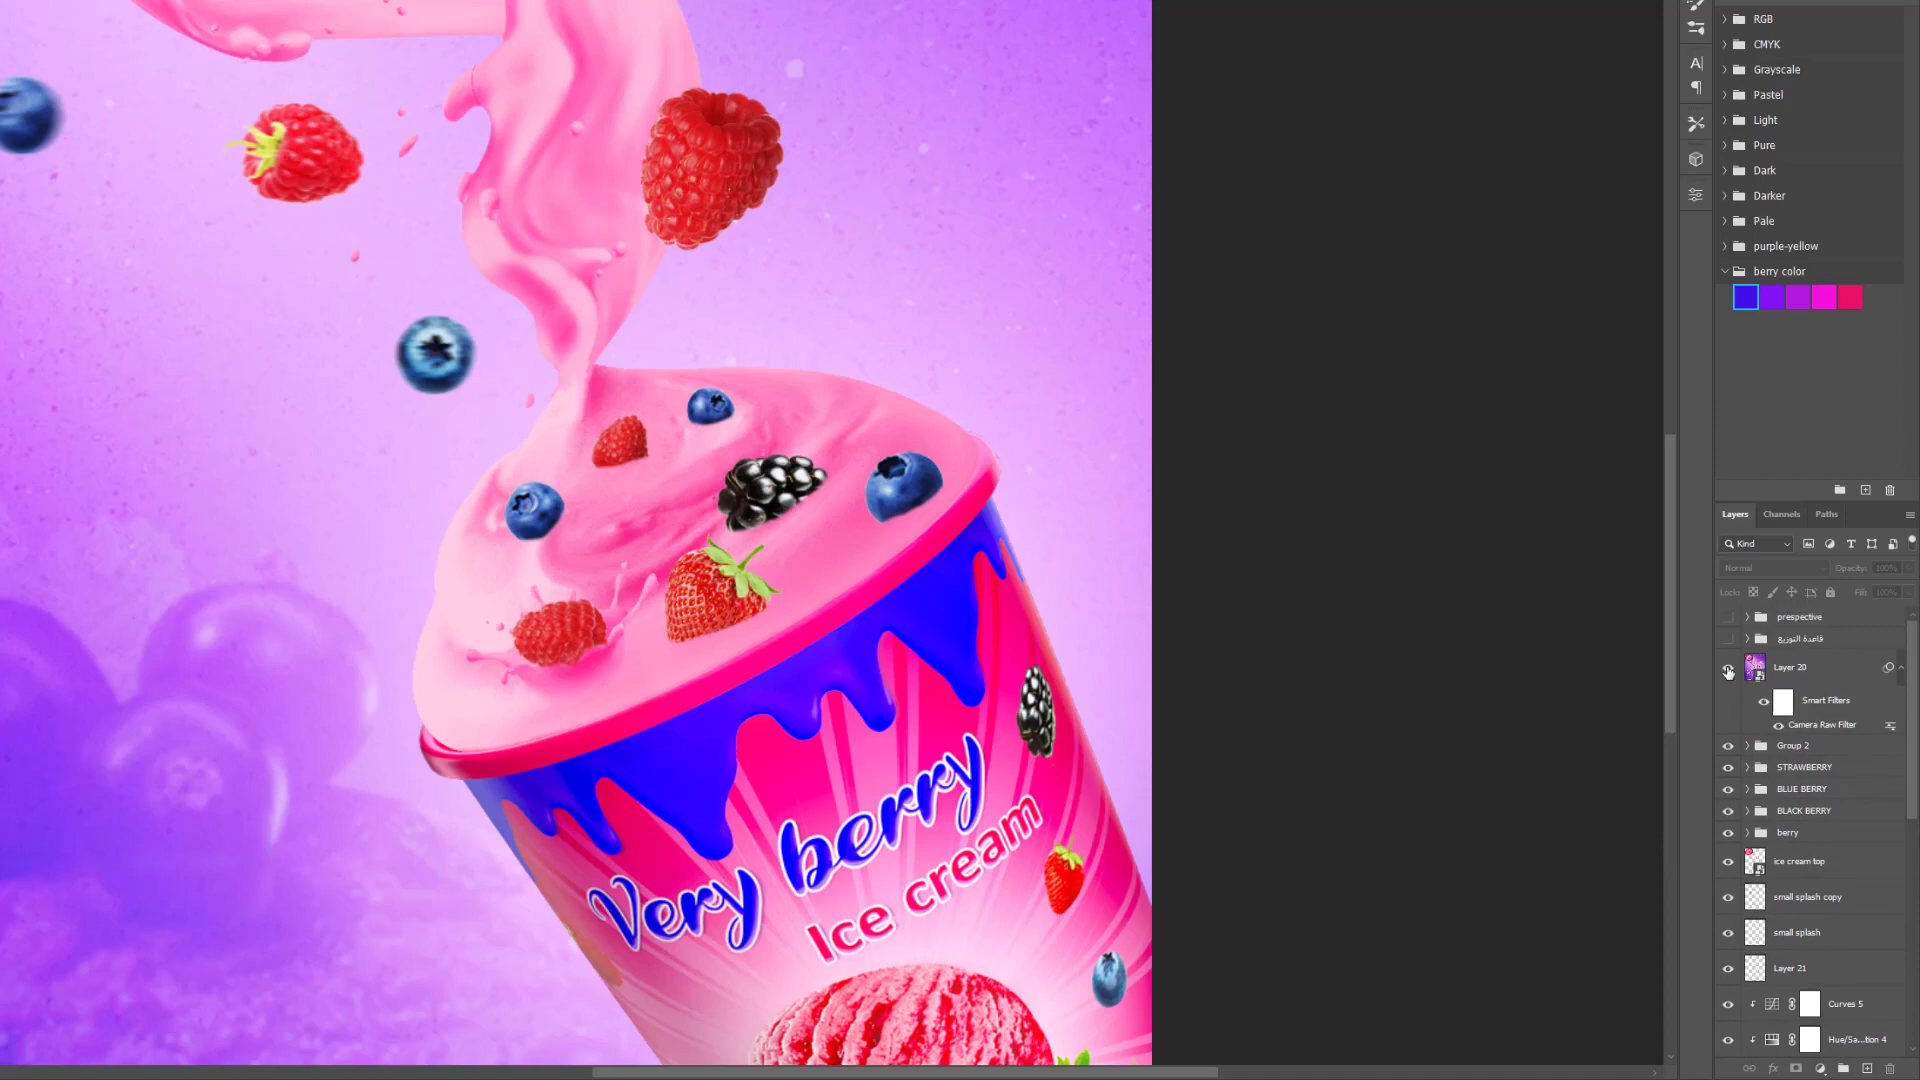 RGB
CMYK
Grayscale
Pastel
Light
Pure
Dark
Darker
Pale
purple-yellow
berry color
Layers Channels Paths
Kind
Normal Opacity: 100%
Lock: Fill: 100%
prespective
قاعدة التوزيع
Layer 20
Smart Filters
Camera Raw Filter
Group 2
STRAWBERRY
BLUE BERRY
BLACK BERRY
berry
ice cream top
small splash copy
small splash
Layer 21
Curves 5
Hue/Sa...tion 4
Very berry
Ice cream